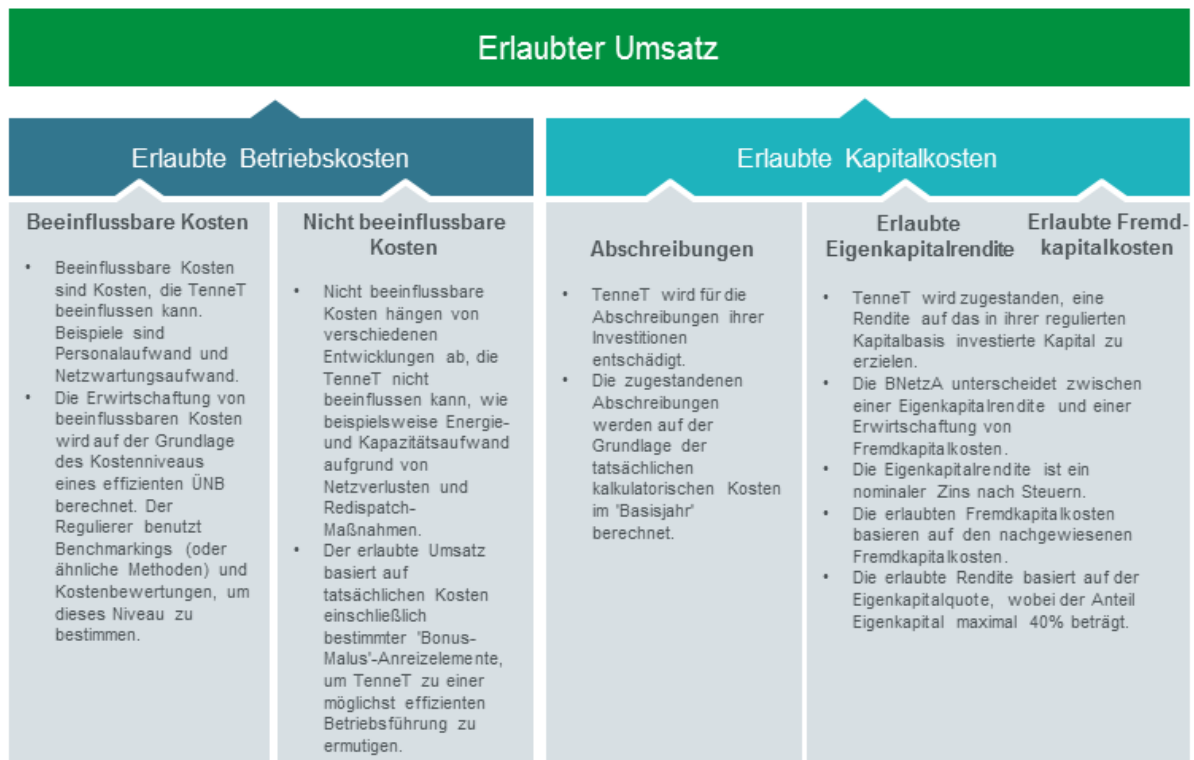 Erlaubter Umsatz
Erlaubte Betriebskosten
Erlaubte Kapitalkosten
Beeinflussbare Kosten
• Beeinflussbare Kosten
sind Kosten, die TenneT
beeinflussen kann.
Beispiele sind
Personalaufwand und
Netzwartungsaufwand.
• Die Erwirtschaftung von
beeinflussbaren Kosten
wird auf der Grundlage
des Kostenniveaus
eines effizienten ÜNB
berechnet. Der
Regulierer benutzt
Benchmarkings (oder
ähnliche Methoden) und
Kostenbewertungen, um
dieses Niveau zu
bestimmen.
Nicht beeinflussbare
Kosten
• Nicht beeinflussbare
Kosten hängen von
verschiedenen
Entwicklungen ab, die
TenneT nicht
beeinflussen kann, wie
beispielsweise Energie-
und Kapazitätsaufwand
aufgrund von
Netzverlusten und
Redispatch-
Maßnahmen.
• Der erlaubte Umsatz
basiert auf
tatsächlichen Kosten
einschließlich
bestimmter 'Bonus-
Malus'-Anreizelemente,
um TenneT zu einer
möglichst effizienten
Betriebsführung zu
ermutigen.
Abschreibungen
• TenneT wird für die
Abschreibungen ihrer
Investitionen
entschädigt.
• Die zugestandenen
Abschreibungen
werden auf der
Grundlage der
tatsächlichen
kalkulatorischen Kosten
im 'Basisjahr'
berechnet.
Erlaubte
Eigenkapitalrendite
Erlaubte Fremd-
kapitalkosten
• TenneT wird zugestanden, eine
Rendite auf das in ihrer regulierten
Kapitalbasis investierte Kapital zu
erzielen.
• Die BNetzA unterscheidet zwischen
einer Eigenkapitalrendite und einer
Erwirtschaftung von
Fremdkapitalkosten.
• Die Eigenkapitalrendite ist ein
nominaler Zins nach Steuern.
• Die erlaubten Fremdkapitalkosten
basieren auf den nachgewiesenen
Fremdkapitalkosten.
• Die erlaubte Rendite basiert auf der
Eigenkapitalquote, wobei der Anteil
Eigenkapital maximal 40% beträgt.